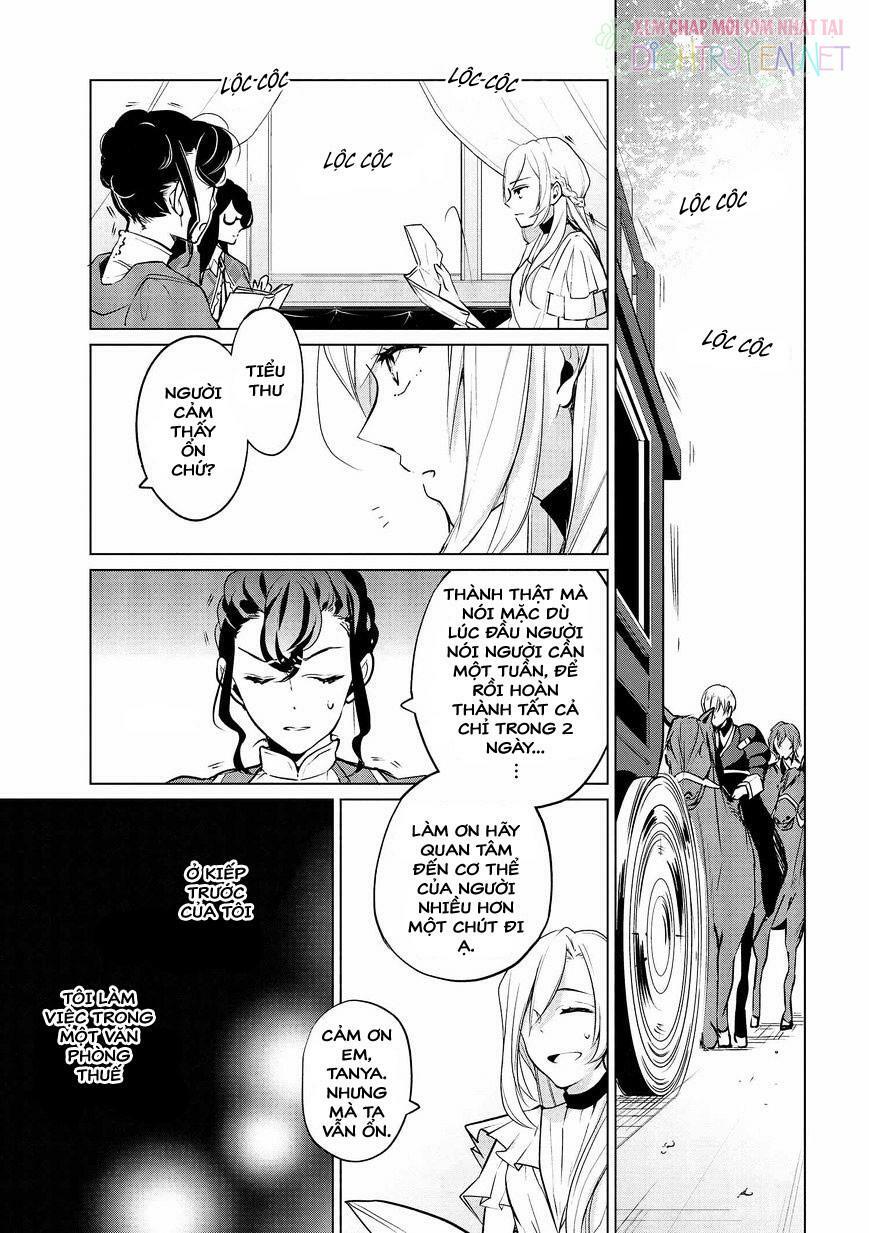 XEM CHAP MỚI SỚM NHẤT TẠI
DICHTRUYEN.NET
LỘC CỘC
LỘC CỘC
LỘC-CỘC
LỘC CỘC
LỘC-CỘC
TIỂU
THƯ
NGƯỜI
CẢM
THẤY
ỔN
CHỨ?
THÀNH THẬT MÀ
NÓI MẶC DÙ
LÚC ĐẦU NGƯỜI
NÓI NGƯỜI CẦN
MỘT TUẦN, ĐỂ
RỒI HOÀN
THÀNH TẤT CẢ
CHỈ TRONG 2
NGÀY...
...
LÀM ƠN HÃY
QUAN TÂM
ĐẾN CƠ THỂ
CỦA NGƯỜI
NHIỀU HƠN
MỘT CHÚT ĐI
Ạ.
CẢM ƠN
EM,
TANYA.
NHƯNG
MÀ TA
VẪN ỔN.
Ở KIẾP
TRƯỚC
CỦA TÔI
TÔI LÀM
VIỆC TRONG
MỘT VĂN
PHÒNG
THUẾ